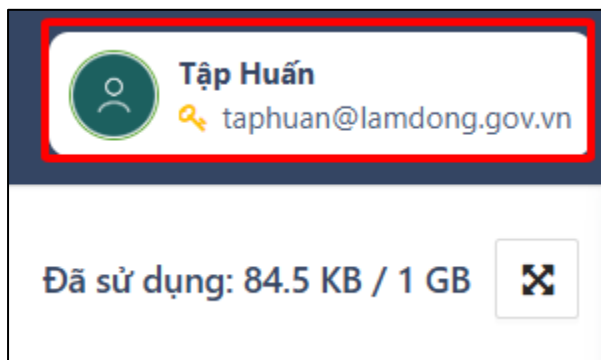 Tập Huấn
taphuan@lamdong.gov.vn
Đã sử dụng: 84.5 KB / 1 GB